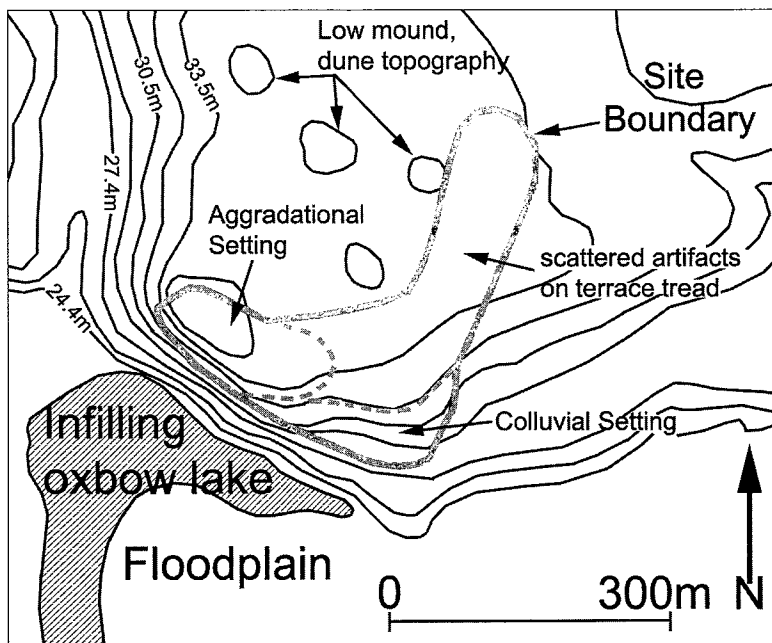 Low mound,
dune topography
Site
Boundary
33.5m
30.5m
27.4m
24.4m
Aggradational
Setting
scattered artifacts
on terrace tread
Colluvial Setting
Infilling
oxbow lake
Floodplain
0 300m N